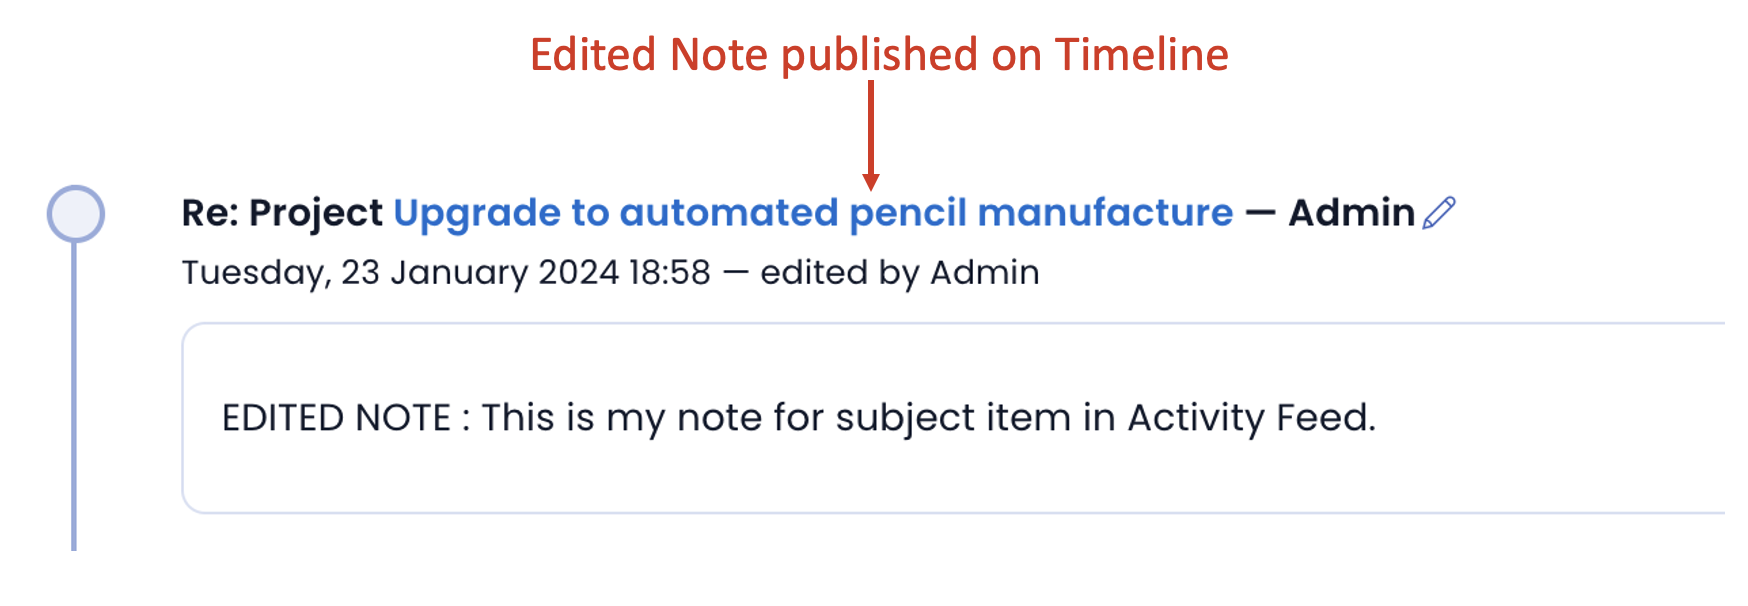 Edited Note published on Timeline
Re: Project Upgrade to automated pencil manufacture — Admin
Tuesday, 23 January 2024 18:58 — edited by Admin
EDITED NOTE : This is my note for subject item in Activity Feed.